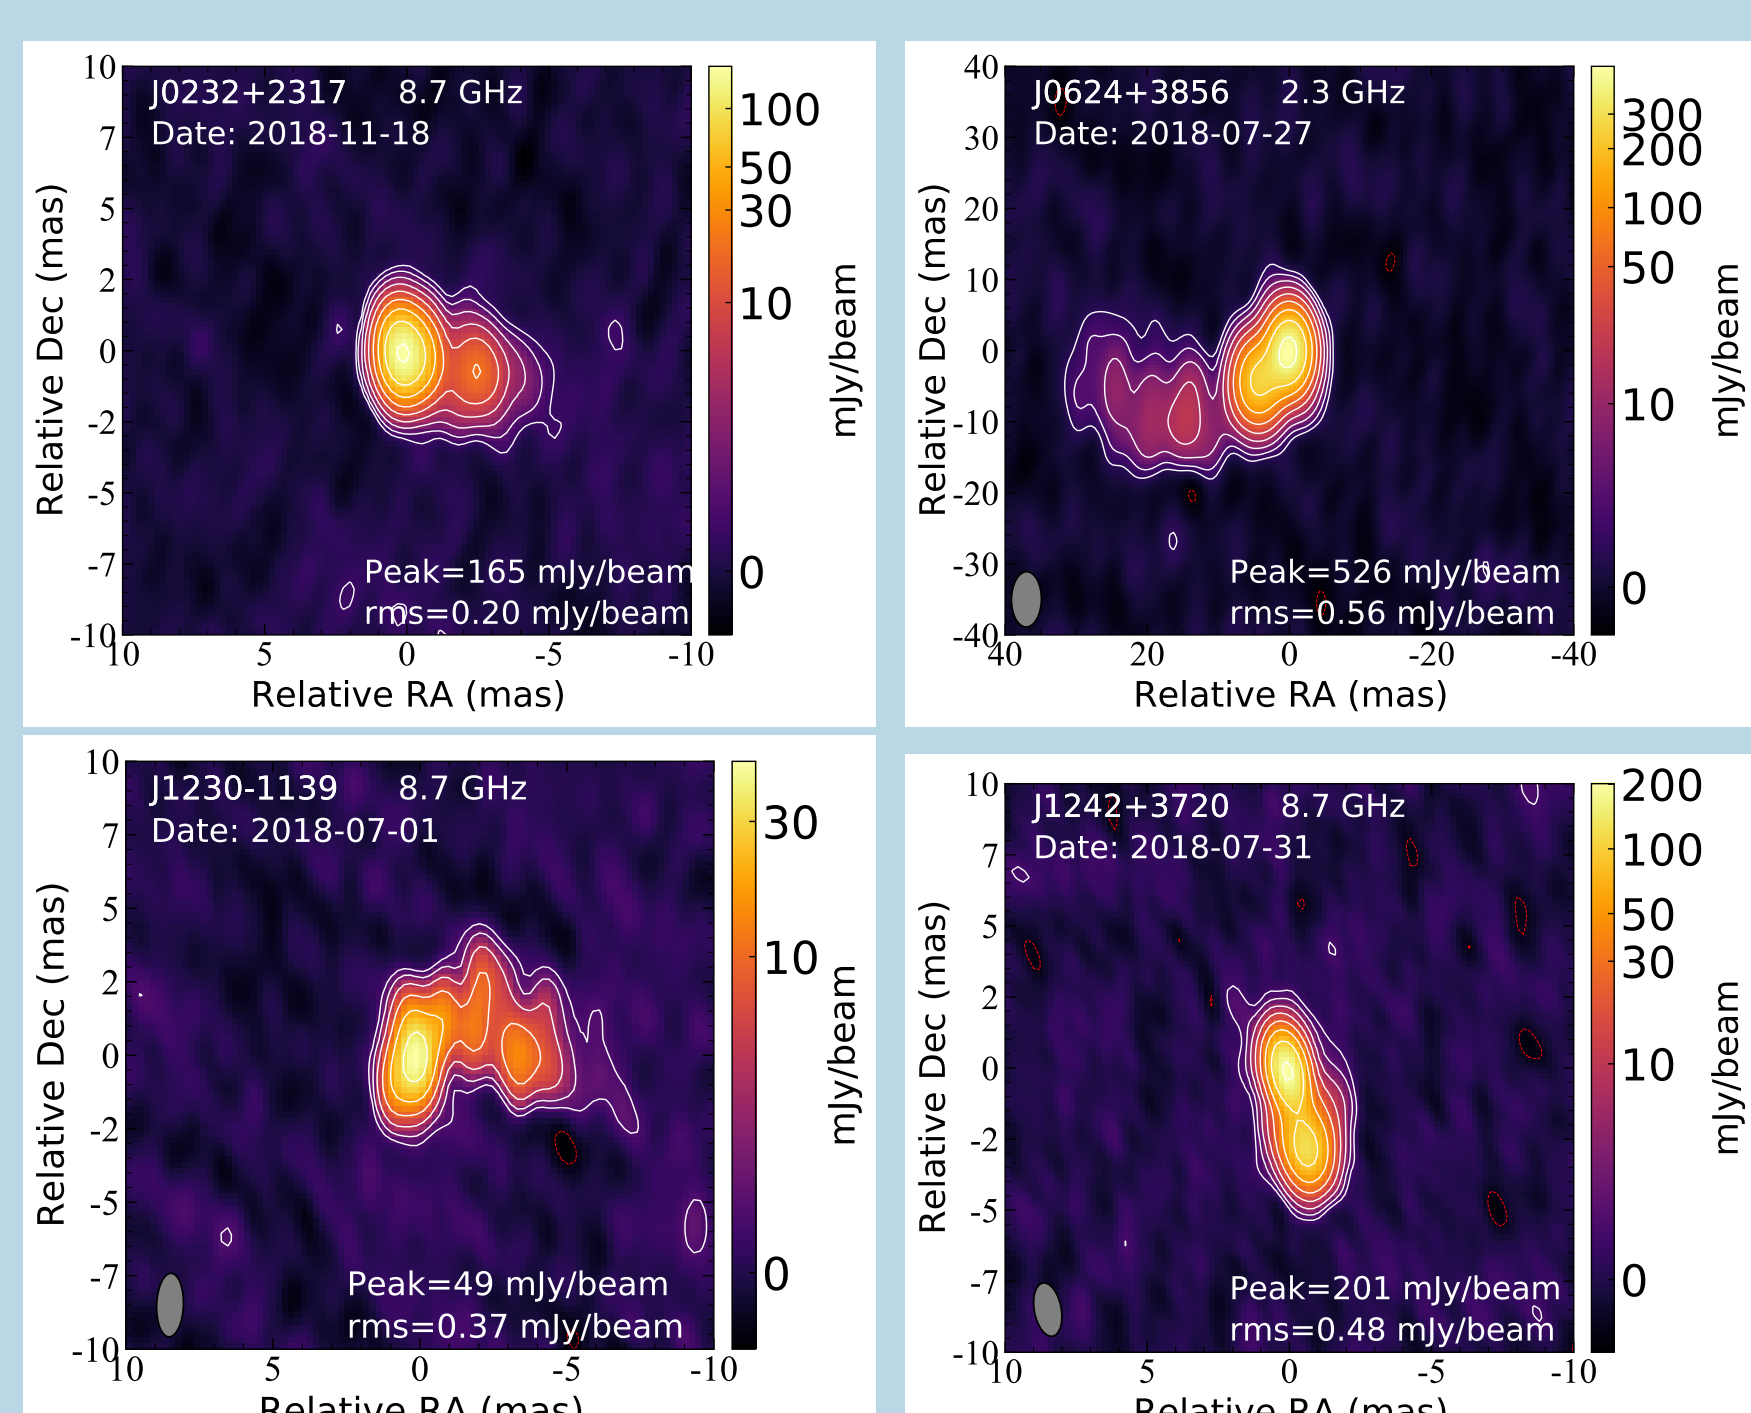 J0232+2317 8.7 GHz
Date: 2018-11-18
10
7
5
2
0
-2
-5
-7
-10
Relative Dec (mas)
Peak=165 mJy/beam
rms=0.20 mJy/beam
10 5 0 -5 -10
Relative RA (mas)
100
50
30
10
0
mJy/beam
J0624+3856 2.3 GHz
Date: 2018-07-27
40
30
20
10
0
-10
-20
-30
-40
Relative Dec (mas)
Peak=526 mJy/beam
rms=0.56 mJy/beam
40 20 0 -20 -40
Relative RA (mas)
300
200
100
50
10
0
mJy/beam
J1230-1139 8.7 GHz
Date: 2018-07-01
10
7
5
2
0
-2
-5
-7
-10
Relative Dec (mas)
Peak=49 mJy/beam
rms=0.37 mJy/beam
10 5 0 -5 -10
Relative RA (mas)
30
10
0
mJy/beam
J1242+3720 8.7 GHz
Date: 2018-07-31
10
7
5
2
0
-2
-5
-7
-10
Relative Dec (mas)
Peak=201 mJy/beam
rms=0.48 mJy/beam
10 5 0 -5 -10
Relative RA (mas)
200
100
50
30
10
0
mJy/beam